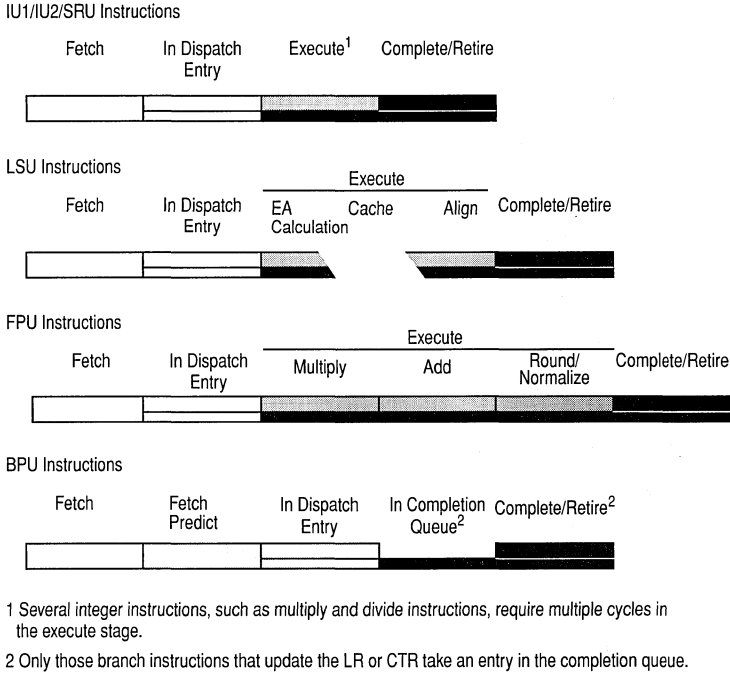 IU1/IU2/SRU Instructions
Fetch In Dispatch Execute1 Complete/Retire
Entry
LSU Instructions
Execute
Fetch In Dispatch EA Cache Align Complete/Retire
Entry Calculation
FPU Instructions
Execute
Fetch In Dispatch Multiply Add Round/ Complete/Retire
Entry Normalize
BPU Instructions
Fetch Fetch In Dispatch In Completion Complete/Retire2
Predict Entry Queue2
1 Several integer instructions, such as multiply and divide instructions, require multiple cycles in
the execute stage.
2 Only those branch instructions that update the LR or CTR take an entry in the completion queue.